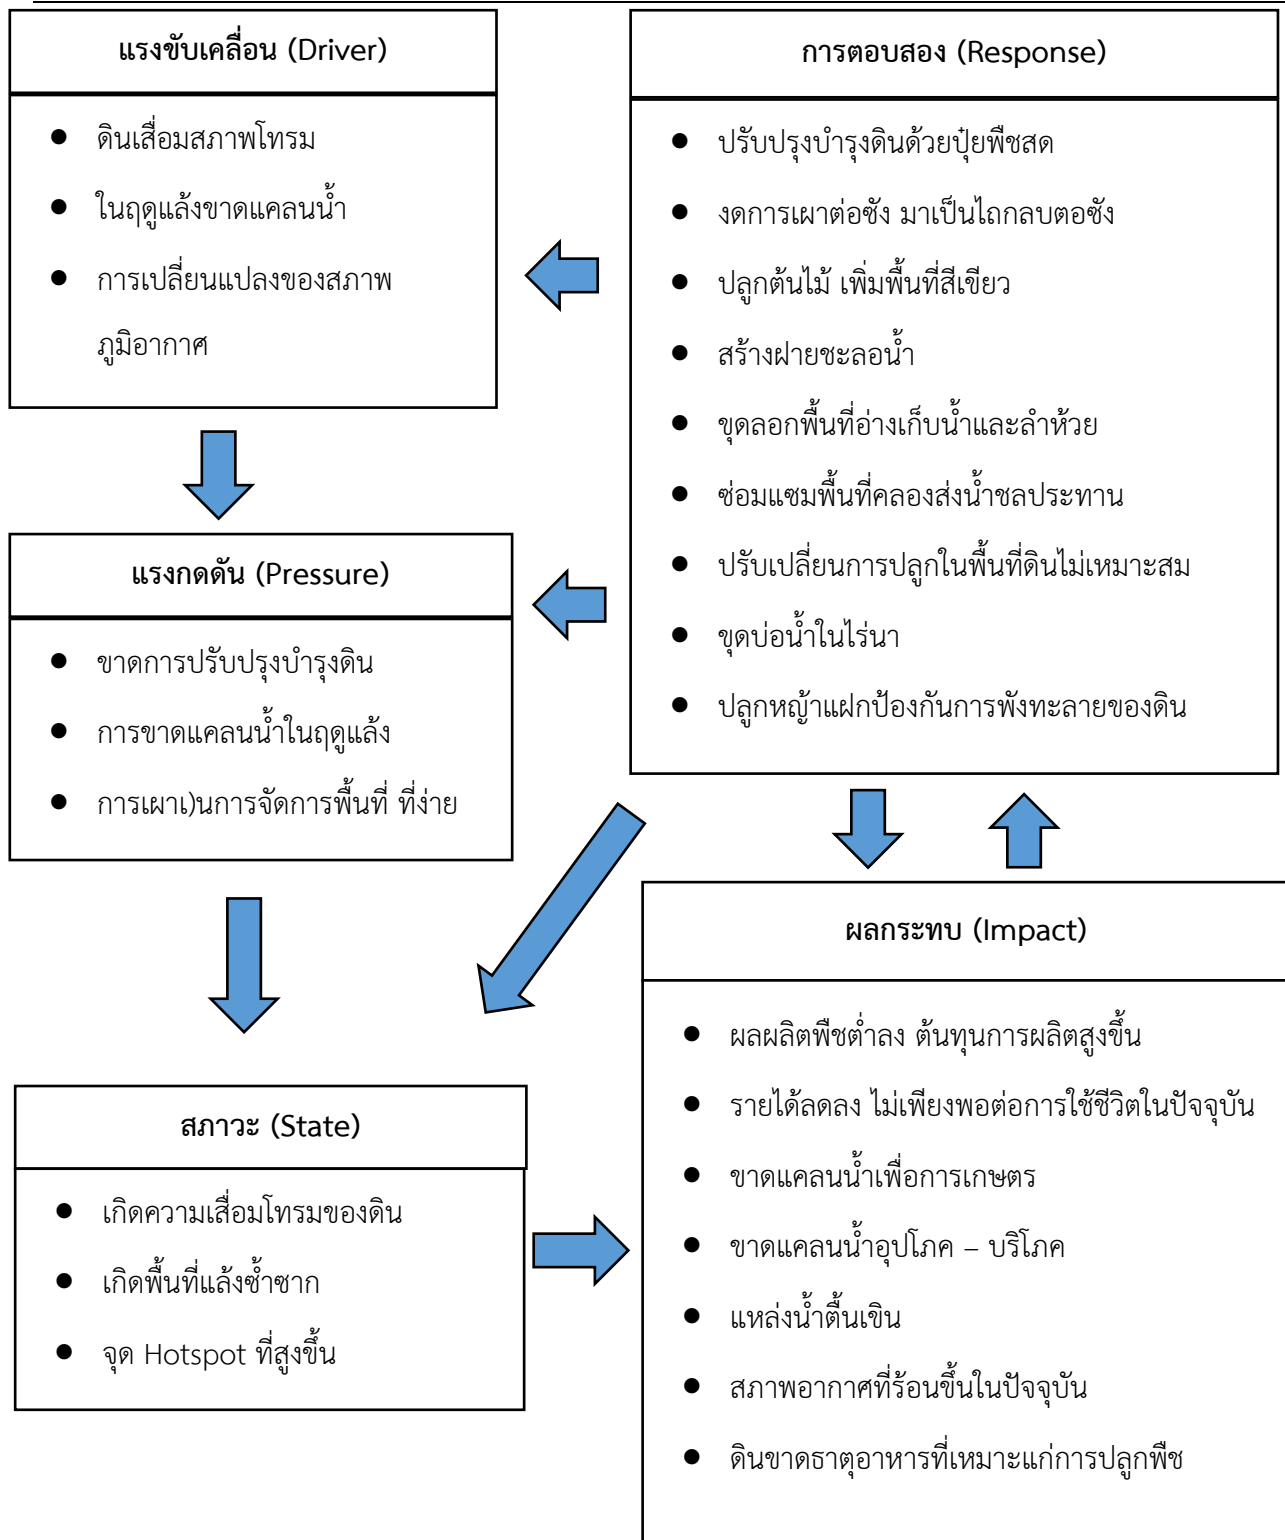 แรงขับเคลื่อน (Driver)
ดินเสื่อมสภาพโทรม
ในฤดูแล้งขาดแคลนน้ำ
การเปลี่ยนแปลงของสภาพ
ภูมิอากาศ
การตอบสอง (Response)
ปรับปรุงบำรุงดินด้วยปุ๋ยพืชสด
งดการเผาต่อซัง มาเป็นไถกลบตอซัง
ปลูกต้นไม้ เพิ่มพื้นที่สีเขียว
สร้างฝายชะลอน้ำ
ขุดลอกพื้นที่อ่างเก็บน้ำและลำห้วย
ซ่อมแซมพื้นที่คลองส่งน้ำชลประทาน
ปรับเปลี่ยนการปลูกในพื้นที่ดินไม่เหมาะสม
ขุดบ่อน้ำในไร่นา
ปลูกหญ้าแฝกป้องกันการพังทะลายของดิน
แรงกดดัน (Pressure)
ขาดการปรับปรุงบำรุงดิน
การขาดแคลนน้ำในฤดูแล้ง
การเผาเ)นการจัดการพื้นที่ ที่ง่าย
สภาวะ (State)
เกิดความเสื่อมโทรมของดิน
เกิดพื้นที่แล้งซ้ำซาก
จุด Hotspot ที่สูงขึ้น
ผลกระทบ (Impact)
ผลผลิตพืชต่ำลง ต้นทุนการผลิตสูงขึ้น
รายได้ลดลง ไม่เพียงพอต่อการใช้ชีวิตในปัจจุบัน
ขาดแคลนน้ำเพื่อการเกษตร
ขาดแคลนน้ำอุปโภค – บริโภค
แหล่งน้ำตื้นเขิน
สภาพอากาศที่ร้อนขึ้นในปัจจุบัน
ดินขาดธาตุอาหารที่เหมาะแก่การปลูกพืช